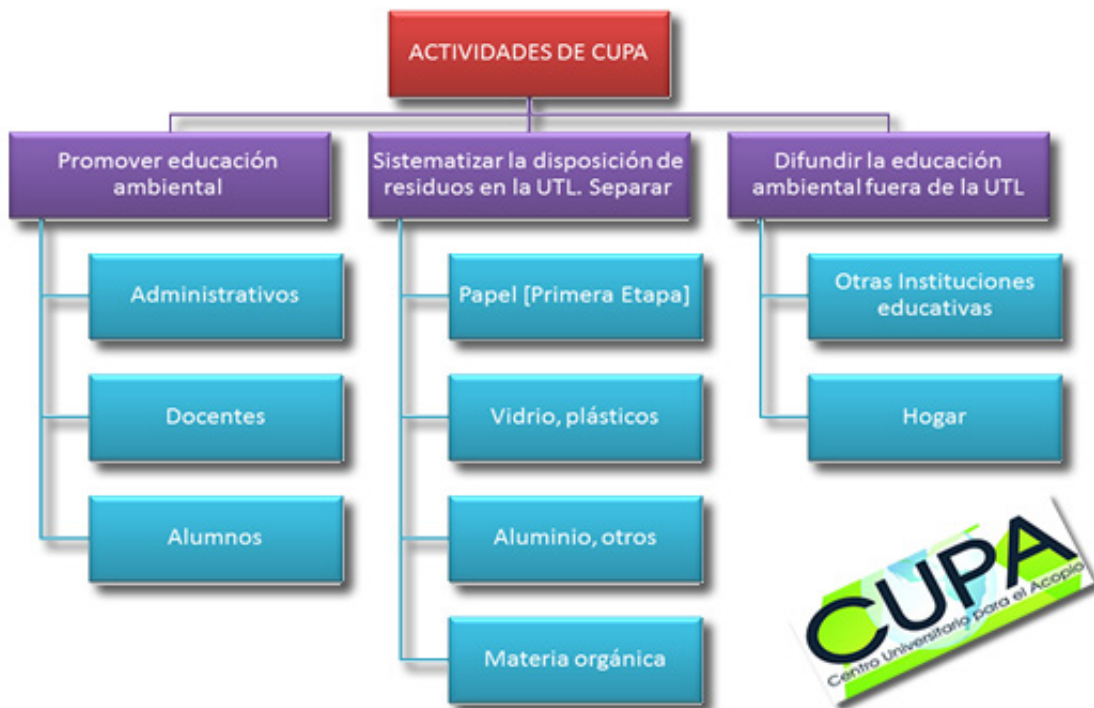 ACTIVIDADES DE CUPA
Promover educación
ambiental
Administrativos
Docentes
Alumnos
Sistematizar la disposición de
residuos en la UTL. Separar
Papel [Primera Etapa]
Vidrio, plásticos
Aluminio, otros
Materia orgánica
Difundir la educación
ambiental fuera de la UTL
Otras Instituciones
educativas
Hogar
CUPA
Centro Universitario para el Acopio